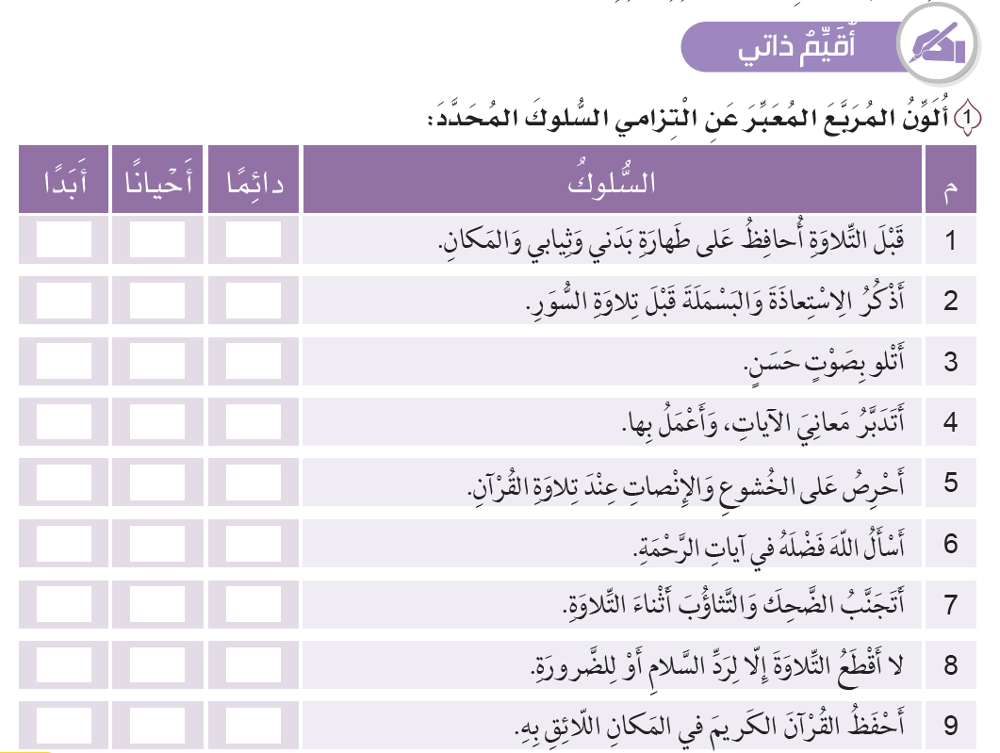 أُقَيِّمُ ذاتي
1 أُلَوِّنُ المُرَبَّعَ المُعَبِّرَ عَنِ الْتِزامي السُّلوكَ المُحَدَّدَ:
م السُّلوكُ دائِمًا أَحْيانًا أَبَدًا
1 قَبْلَ التِّلاوَةِ أُحافِظُ عَلى طَهارَةِ بَدَني وَثِيابي وَالمَكانِ.
2 أَذْكُرُ الِاسْتِعاذَةَ وَالبَسْمَلَةَ قَبْلَ تِلاوَةِ السُّوَرِ.
3 أَتْلو بِصَوْتٍ حَسَنٍ.
4 أَتَدَبَّرُ مَعانِيَ الآياتِ، وَأَعْمَلُ بِها.
5 أَحْرِصُ عَلى الخُشوعِ وَالإِنْصاتِ عِنْدَ تِلاوَةِ القُرْآنِ.
6 أَسْأَلُ اللّهَ فَضْلَهُ في آياتِ الرَّحْمَةِ.
7 أَتَجَنَّبُ الضَّحِكَ وَالتَّثاؤُبَ أَثْناءَ التِّلاوَةِ.
8 لا أَقْطَعُ التِّلاوَةَ إِلّا لِرَدِّ السَّلامِ أَوْ لِلضَّرورَةِ.
9 أَحْفَظُ القُرْآنَ الكَريمَ في المَكانِ اللّائِقِ بِهِ.